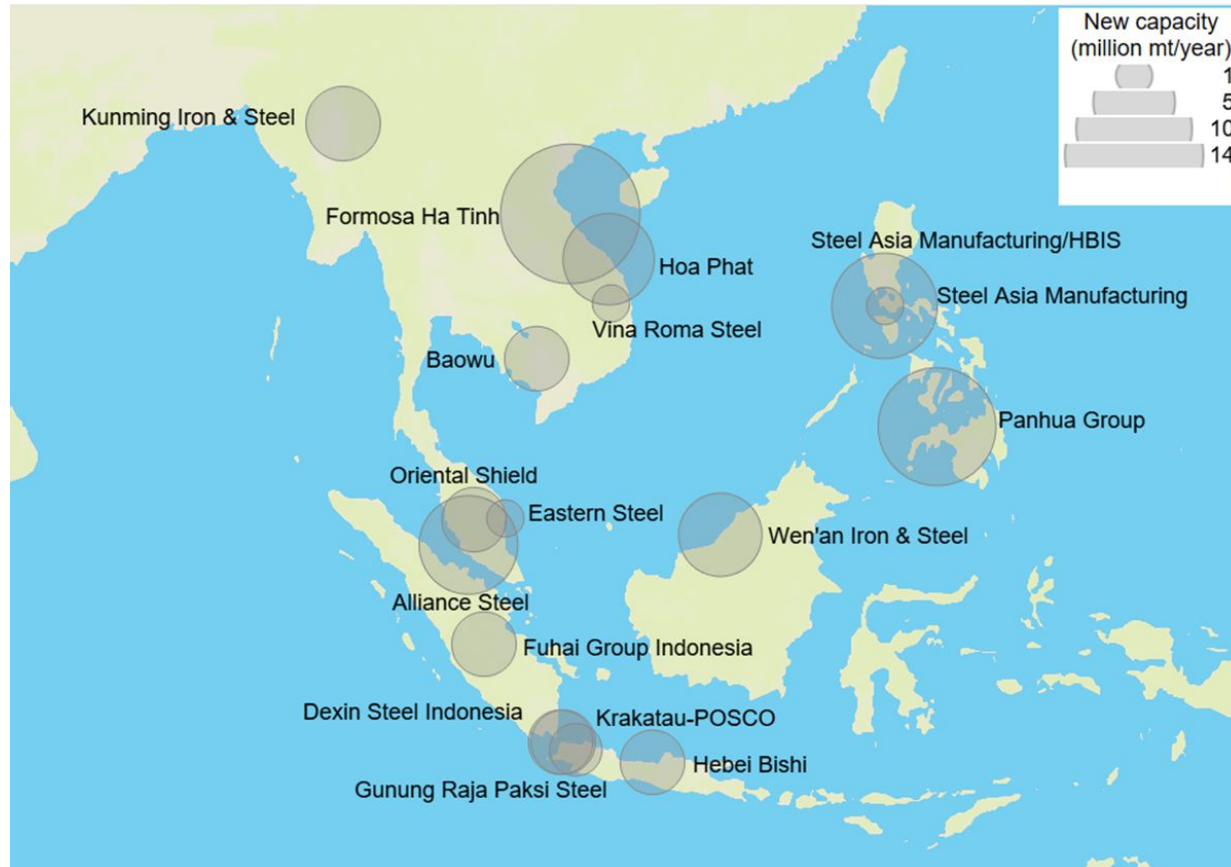 New capacity
(million mt/year)
1
5
10
14
Kunming Iron & Steel
Formosa Ha Tinh
Hoa Phat
Vina Roma Steel
Baowu
Steel Asia Manufacturing/HBIS
Steel Asia Manufacturing
Panhua Group
Oriental Shield
Eastern Steel
Wen'an Iron & Steel
Alliance Steel
Fuhai Group Indonesia
Dexin Steel Indonesia
Krakatau-POSCO
Hebei Bishi
Gunung Raja Paksi Steel